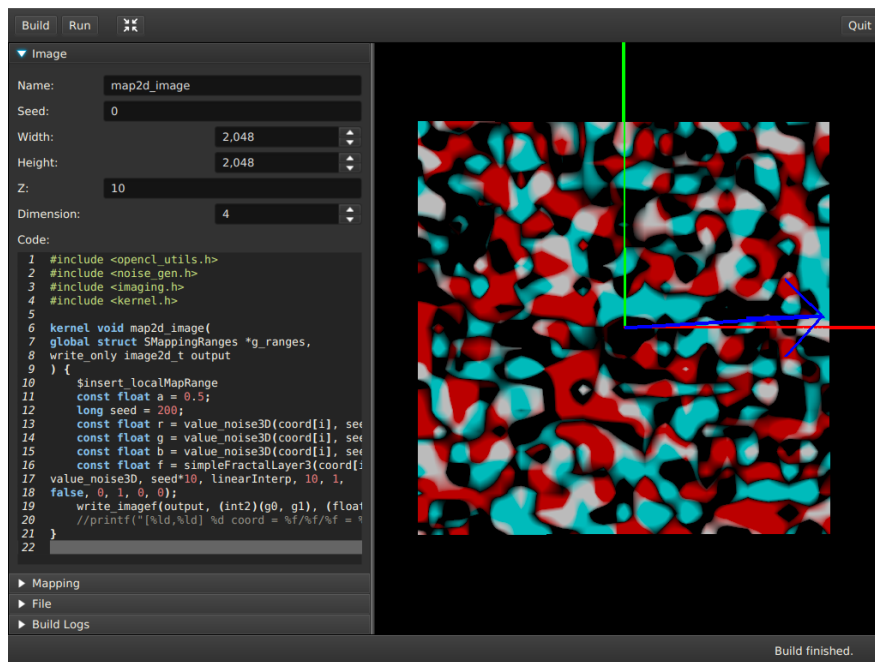 Build Run Quit
Image
Name: map2d_image
Seed: 0
Width: 2,048
Height: 2,048
Z: 10
Dimension: 4
Code:
1 #include <opencl_utils.h>
2 #include <noise_gen.h>
3 #include <imaging.h>
4 #include <kernel.h>
5
6 kernel void map2d_image(
7 global struct SMappingRanges *g_ranges,
8 write_only image2d_t output
9 ) {
10 $insert_localMapRange
11 const float a = 0.5;
12 long seed = 200;
13 const float r = value_noise3D(coord[i], see
14 const float g = value_noise3D(coord[i], see
15 const float b = value_noise3D(coord[i], see
16 const float f = simpleFractalLayer3(coord[i
17 value_noise3D, seed*10, linearInterp, 10, 1,
18 false, 0, 1, 0, 0);
19 write_imagef(output, (int2)(g0, g1), (float
20 //printf("[%ld,%ld] %d coord = %f/%f/%f = %
21 }
22
Mapping
File
Build Logs
Build finished.